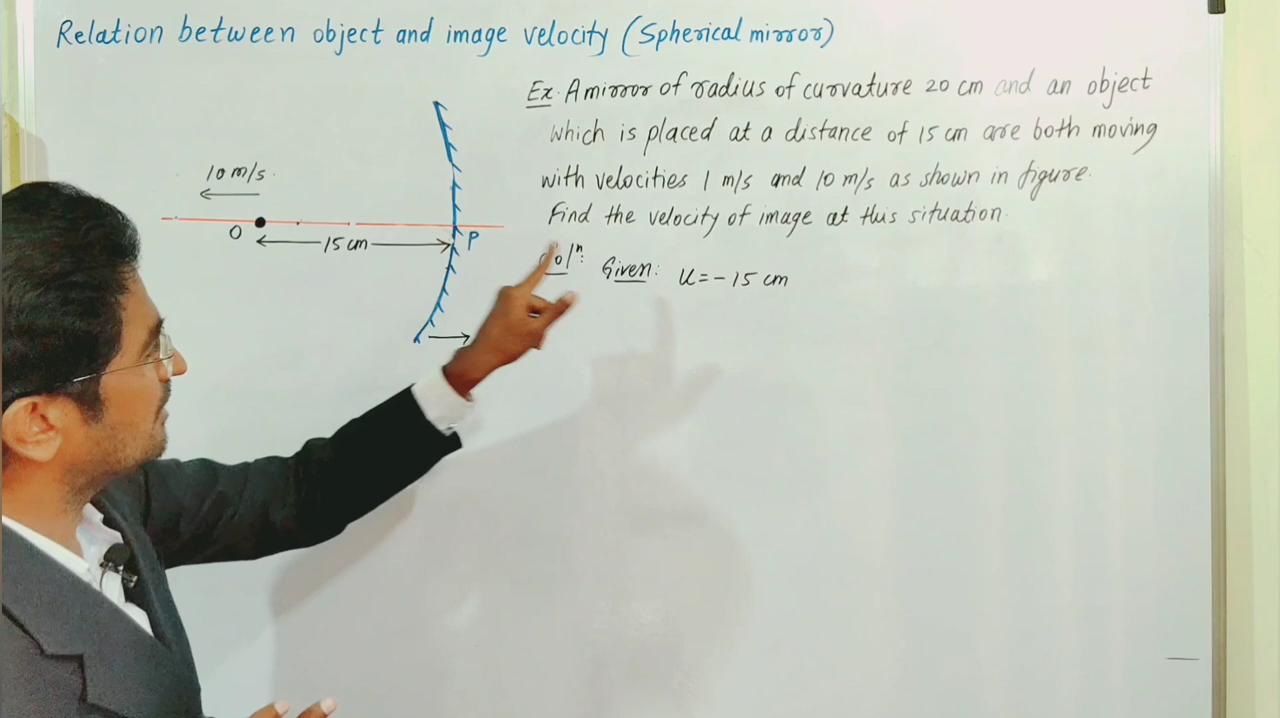 Relation between object and image velocity (Spherical mirror)
Ex. A mirror of radius of curvature 20 cm and an object
which is placed at a distance of 15 cm are both moving
with velocities 1 m/s and 10 m/s as shown in figure.
Find the velocity of image at this situation.
Solⁿ: Given: u = - 15 cm
10 m/s.
O
15 cm
P